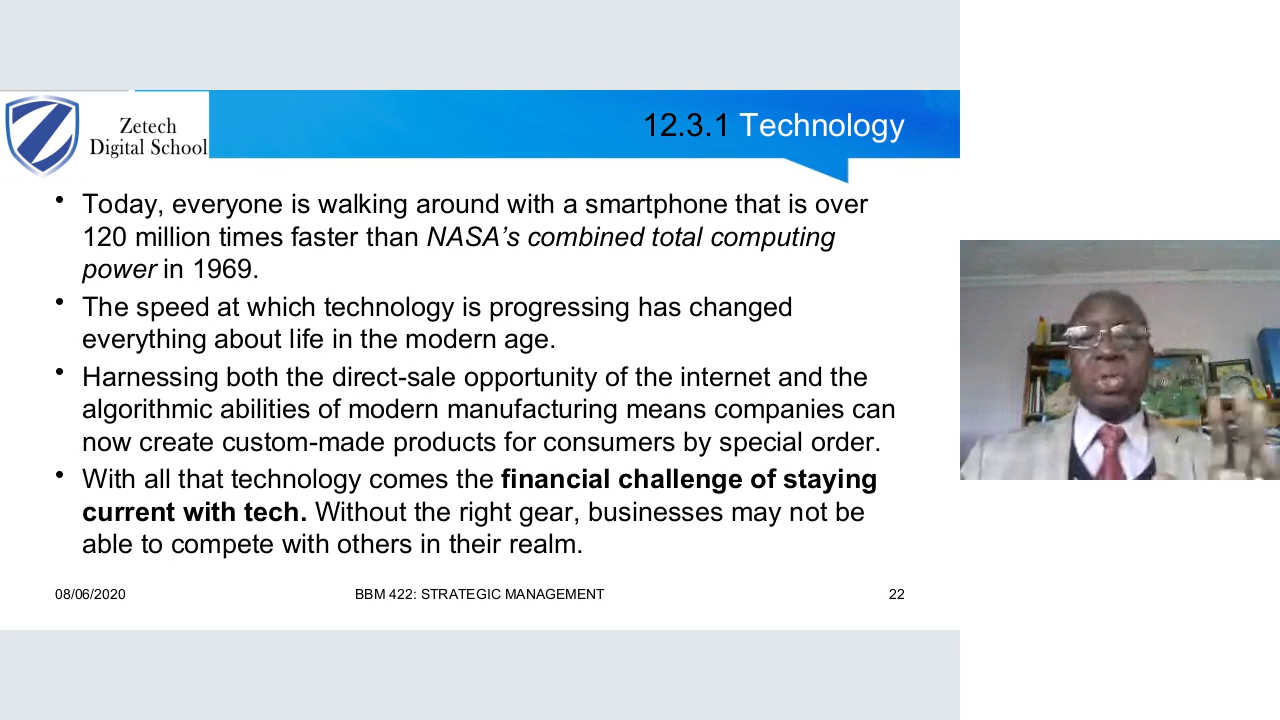 Zetech
Digital School
12.3.1 Technology
• Today, everyone is walking around with a smartphone that is over
120 million times faster than NASA’s combined total computing
power in 1969.
• The speed at which technology is progressing has changed
everything about life in the modern age.
• Harnessing both the direct-sale opportunity of the internet and the
algorithmic abilities of modern manufacturing means companies can
now create custom-made products for consumers by special order.
• With all that technology comes the financial challenge of staying
current with tech. Without the right gear, businesses may not be
able to compete with others in their realm.
08/06/2020
BBM 422: STRATEGIC MANAGEMENT
22